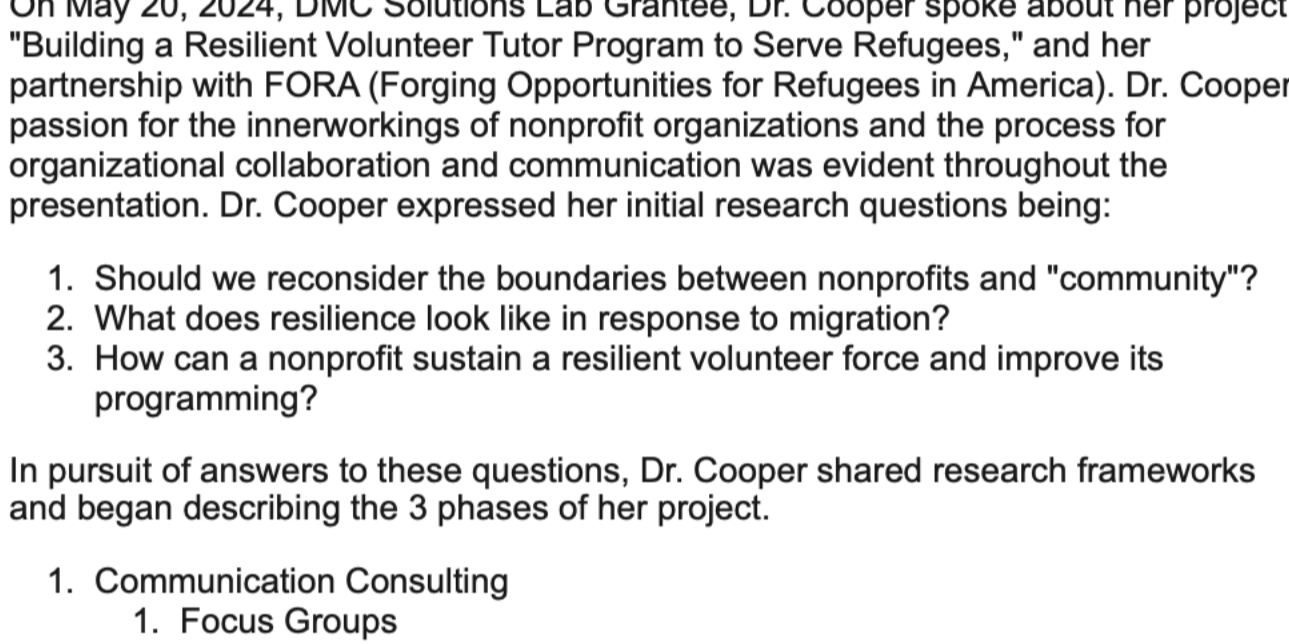 On May 20, 2024, DMC Solutions Lab Grantee, Dr. Cooper spoke about her project
"Building a Resilient Volunteer Tutor Program to Serve Refugees," and her
partnership with FORA (Forging Opportunities for Refugees in America). Dr. Cooper
passion for the innerworkings of nonprofit organizations and the process for
organizational collaboration and communication was evident throughout the
presentation. Dr. Cooper expressed her initial research questions being:
1. Should we reconsider the boundaries between nonprofits and "community"?
2. What does resilience look like in response to migration?
3. How can a nonprofit sustain a resilient volunteer force and improve its
programming?
In pursuit of answers to these questions, Dr. Cooper shared research frameworks
and began describing the 3 phases of her project.
1. Communication Consulting
1. Focus Groups